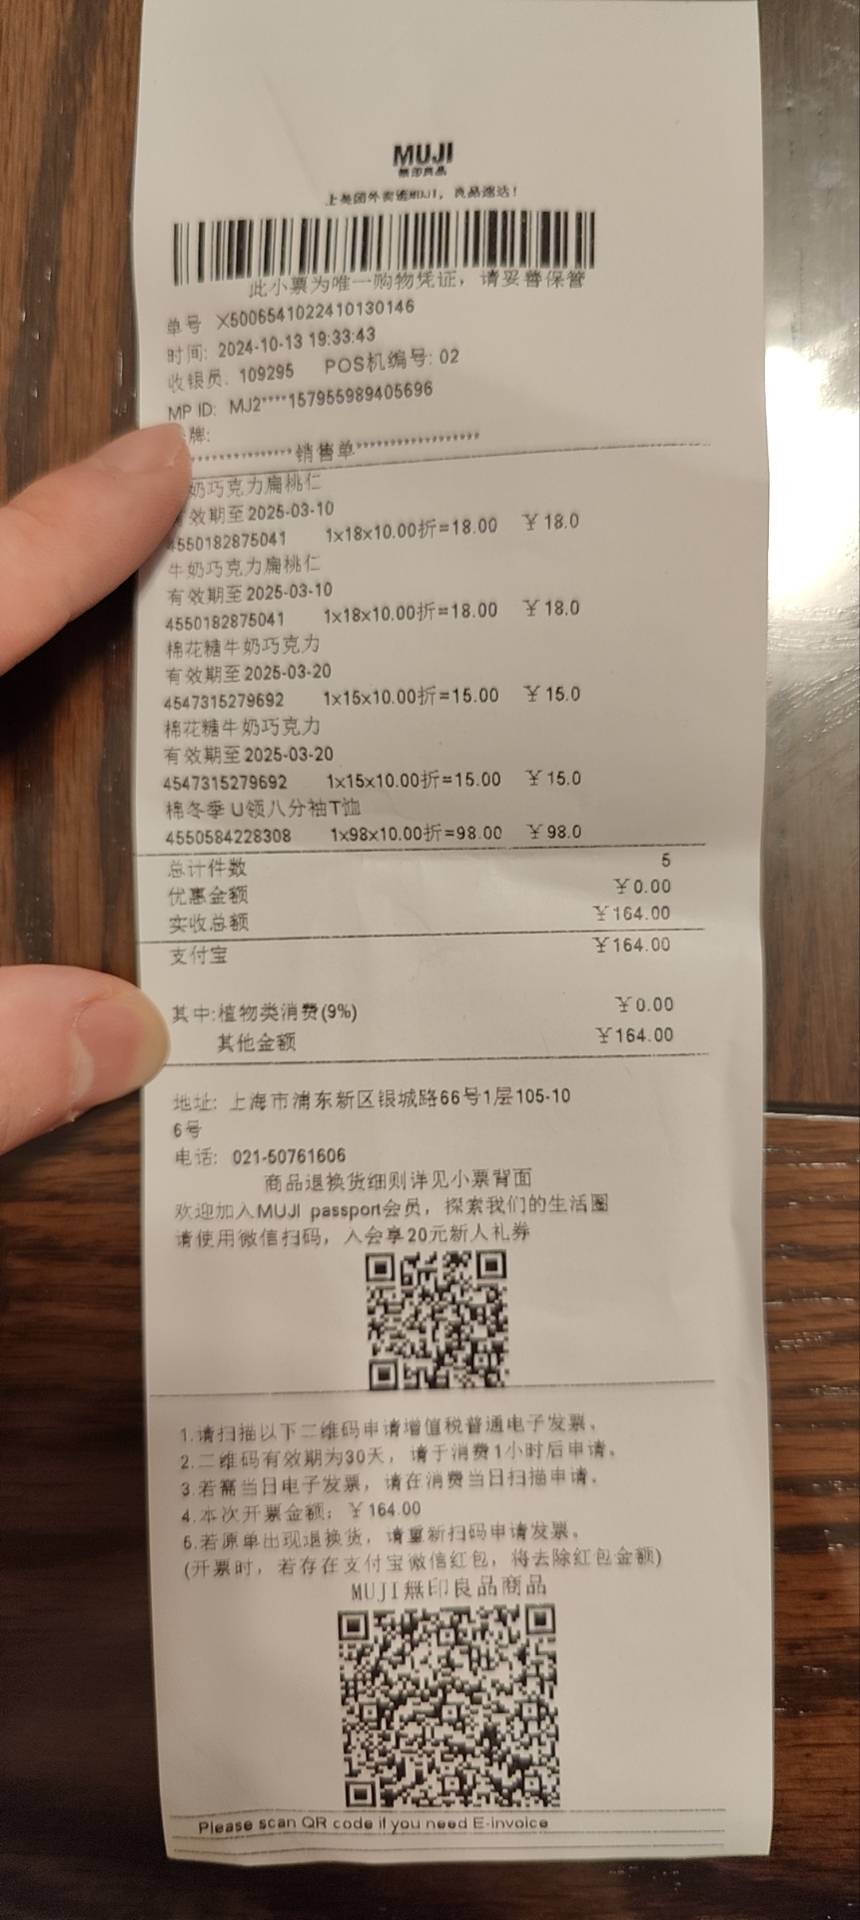 MUJI
無印良品
上美团外卖搜MUJI，良品速达！
此小票为唯一购物凭证，请妥善保管
单号 X5006541022410130146
时间: 2024-10-13 19:33:43
收银员: 109295 POS机编号: 02
MP ID: MJ2****157955989405696
牌:
***************销售单******************
奶巧克力扁桃仁
有效期至2025-03-10
4550182875041 1x18x10.00折=18.00 ￥18.0
牛奶巧克力扁桃仁
有效期至2025-03-10
4550182875041 1x18x10.00折=18.00 ￥18.0
棉花糖牛奶巧克力
有效期至2025-03-20
4547315279692 1x15x10.00折=15.00 ￥15.0
棉花糖牛奶巧克力
有效期至2025-03-20
4547315279692 1x15x10.00折=15.00 ￥15.0
棉冬季 U领八分袖T恤
4550584228308 1x98x10.00折=98.00 ￥98.0
总计件数 5
优惠金额 ￥0.00
实收总额 ￥164.00
支付宝 ￥164.00
其中:植物类消费(9%) ￥0.00
其他金额 ￥164.00
地址: 上海市浦东新区银城路66号1层105-10
6号
电话: 021-50761606
商品退换货细则详见小票背面
欢迎加入MUJI passport会员，探索我们的生活圈
请使用微信扫码，入会享20元新人礼券
1.请扫描以下二维码申请增值税普通电子发票。
2.二维码有效期为30天，请于消费1小时后申请。
3.若需当日电子发票，请在消费当日扫描申请。
4.本次开票金额：￥164.00
5.若原单出现退换货，请重新扫码申请发票。
(开票时，若存在支付宝微信红包，将去除红包金额)
MUJI無印良品商品
Please scan QR code if you need E-invoice